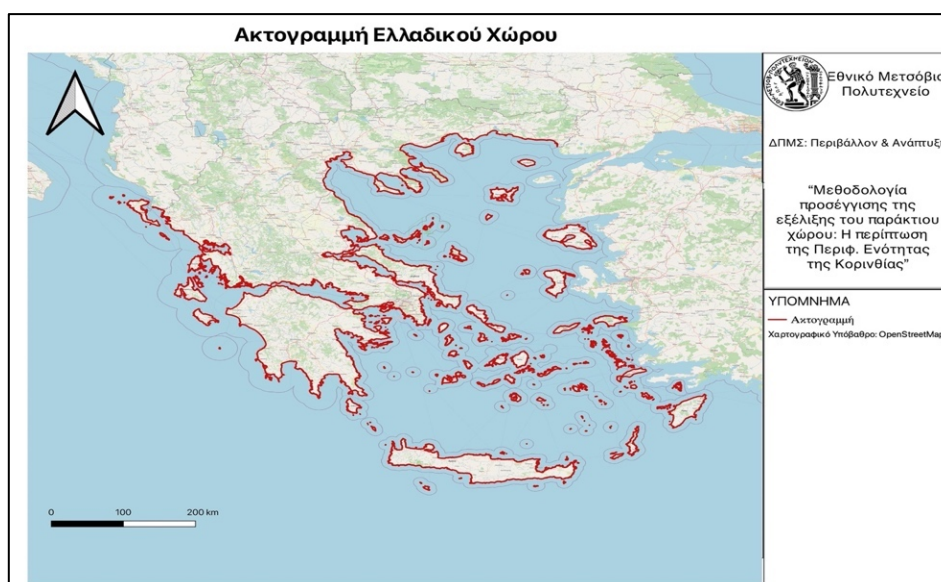 Ακτογραμμή Ελλαδικού Χώρου
Εθνικό Μετσόβιο
Πολυτεχνείο
ΔΠΜΣ: Περιβάλλον & Ανάπτυξη
“Μεθοδολογία
προσέγγισης της
εξέλιξης του παράκτιου
χώρου: Η περίπτωση
της Περιφ. Ενότητας
της Κορινθίας”
ΥΠΟΜΝΗΜΑ
Ακτογραμμή
Χαρτογραφικό Υπόβαθρο: OpenStreetMap
0 100 200 km